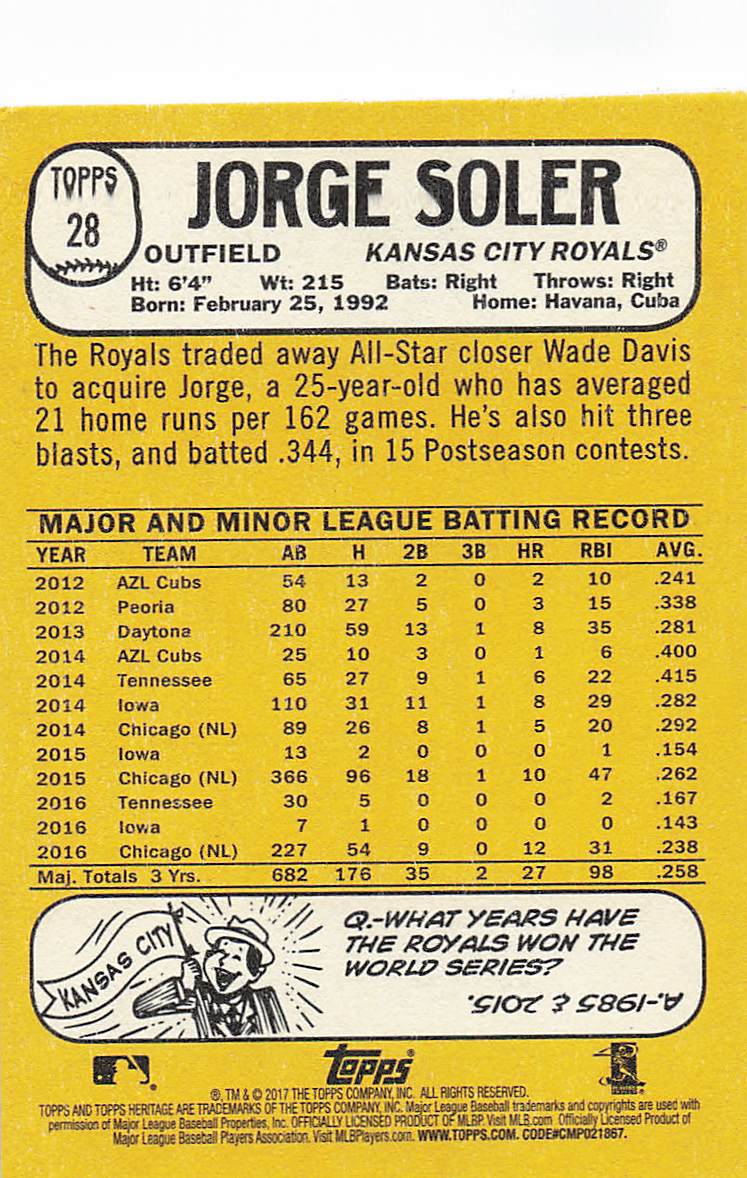 TOPPS
28
JORGE SOLER
OUTFIELD KANSAS CITY ROYALS®
Ht: 6'4" Wt: 215 Bats: Right Throws: Right
Born: February 25, 1992 Home: Havana, Cuba
The Royals traded away All-Star closer Wade Davis
to acquire Jorge, a 25-year-old who has averaged
21 home runs per 162 games. He's also hit three
blasts, and batted .344, in 15 Postseason contests.
MAJOR AND MINOR LEAGUE BATTING RECORD
YEAR TEAM AB H 2B 3B HR RBI AVG.
2012 AZL Cubs 54 13 2 0 2 10 .241
2012 Peoria 80 27 5 0 3 15 .338
2013 Daytona 210 59 13 1 8 35 .281
2014 AZL Cubs 25 10 3 0 1 6 .400
2014 Tennessee 65 27 9 1 6 22 .415
2014 Iowa 110 31 11 1 8 29 .282
2014 Chicago (NL) 89 26 8 1 5 20 .292
2015 Iowa 13 2 0 0 0 1 .154
2015 Chicago (NL) 366 96 18 1 10 47 .262
2016 Tennessee 30 5 0 0 0 2 .167
2016 Iowa 7 1 0 0 0 0 .143
2016 Chicago (NL) 227 54 9 0 12 31 .238
Maj. Totals 3 Yrs. 682 176 35 2 27 98 .258
KANSAS CITY
Q.-WHAT YEARS HAVE
THE ROYALS WON THE
WORLD SERIES?
A.-1985 & 2015.
topps®
®, TM & © 2017 THE TOPPS COMPANY, INC. ALL RIGHTS RESERVED.
TOPPS AND TOPPS HERITAGE ARE TRADEMARKS OF THE TOPPS COMPANY, INC. Major League Baseball trademarks and copyrights are used with
permission of Major League Baseball Properties, Inc. OFFICIALLY LICENSED PRODUCT OF MLBP. Visit MLB.com Officially Licensed Product of
Major League Baseball Players Association. Visit MLBPlayers.com. WWW.TOPPS.COM. CODE#CMP021867.